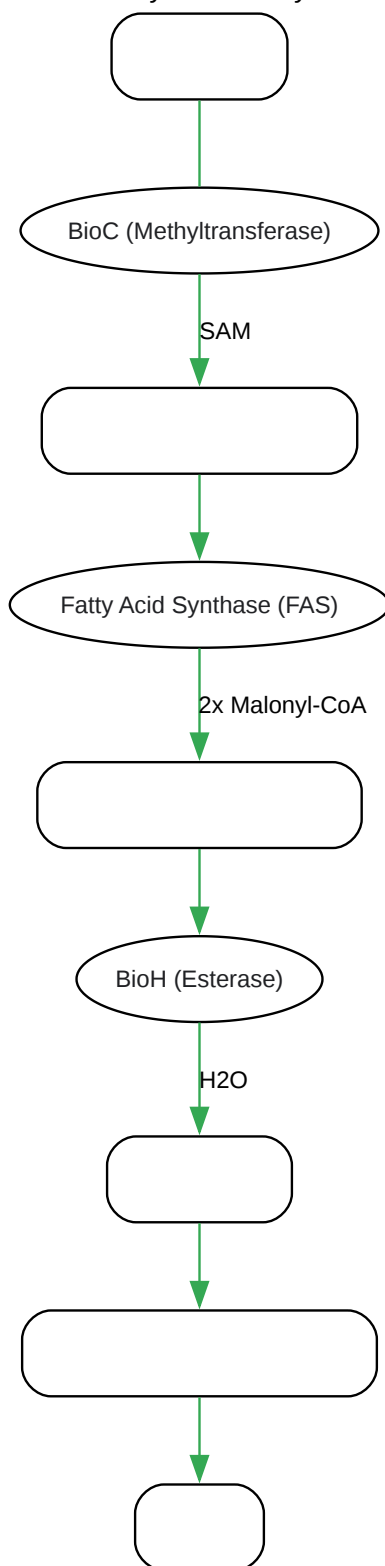 BioC (Methyltransferase)
SAM
Fatty Acid Synthase (FAS)
2x Malonyl-CoA
BioH (Esterase)
H2O